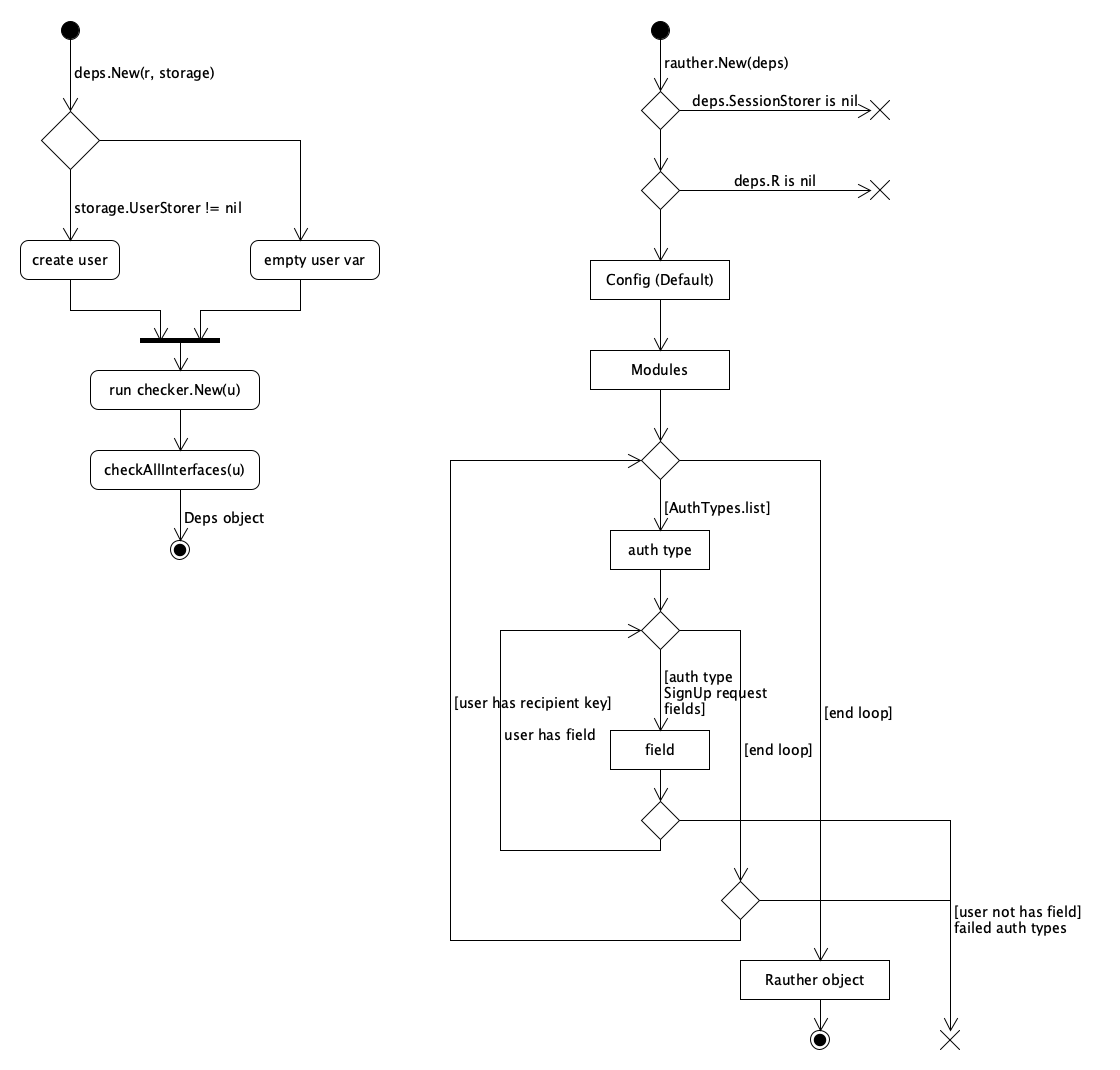 deps.New(r, storage)
storage.UserStorer != nil
create user
empty user var
run checker.New(u)
checkAllInterfaces(u)
Deps object
rauther.New(deps)
deps.SessionStorer is nil
deps.R is nil
Config (Default)
Modules
[AuthTypes.list]
auth type
[auth type
SignUp request
fields]
[user has recipient key]
user has field
field
[end loop]
[end loop]
[user not has field]
failed auth types
Rauther object